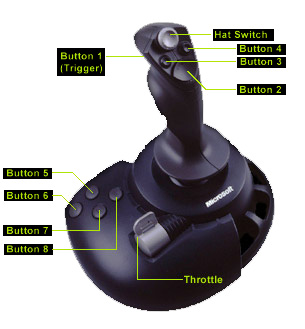 Hat Switch
Button 1
(Trigger)
Button 4
Button 3
Button 2
Button 5
Button 6
Button 7
Button 8
Microsoft
Throttle